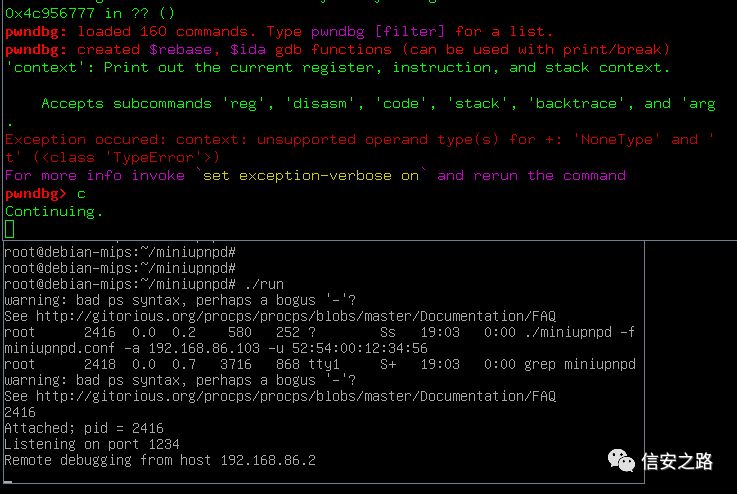 0x4c956777 in ?? ()
pwndbg: loaded 160 commands. Type pwndbg [filter] for a list.
pwndbg: created $rebase, $ida gdb functions (can be used with print/break)
'context': Print out the current register, instruction, and stack context.
Accepts subcommands 'reg', 'disasm', 'code', 'stack', 'backtrace', and 'arg
.
Exception occured: context: unsupported operand type(s) for +: 'NoneType' and '
t' (<class 'TypeError'>)
For more info invoke `set exception-verbose on` and rerun the command
pwndbg> c
Continuing.
root@debian-mips:~/miniupnpd#
root@debian-mips:~/miniupnpd#
root@debian-mips:~/miniupnpd# ./run
warning: bad ps syntax, perhaps a bogus '-'?
See http://gitorious.org/procps/procps/blobs/master/Documentation/FAQ
root 2416 0.0 0.2 580 252 ? Ss 19:03 0:00 ./miniupnpd -f
miniupnpd.conf -a 192.168.86.103 -u 52:54:00:12:34:56
root 2418 0.0 0.7 3716 868 tty1 S+ 19:03 0:00 grep miniupnpd
warning: bad ps syntax, perhaps a bogus '-'?
See http://gitorious.org/procps/procps/blobs/master/Documentation/FAQ
2416
Attached; pid = 2416
Listening on port 1234
Remote debugging from host 192.168.86.2
信安之路